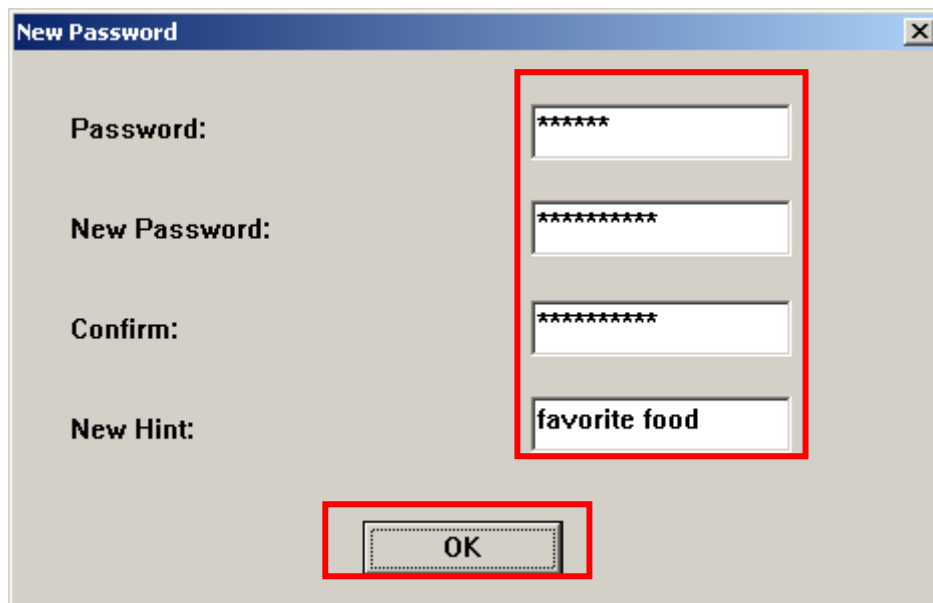 New Password
Password: ******
New Password: **********
Confirm: **********
New Hint: favorite food
OK